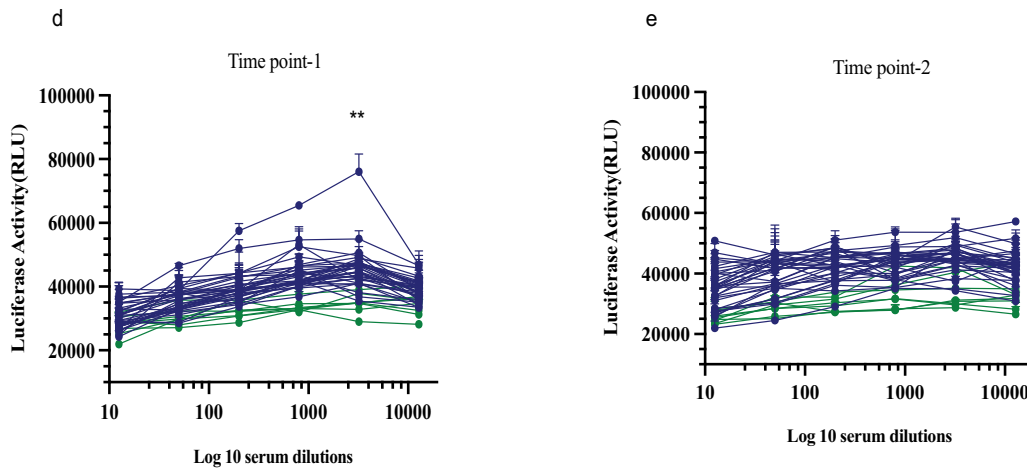 d
Time point-1
100000
80000
60000
40000
20000
**
Luciferase Activity(RLU)
10
100
1000
10000
Log 10 serum dilutions
e
Time point-2
100000
80000
60000
40000
20000
Luciferase Activity(RLU)
10
100
1000
10000
Log 10 serum dilutions